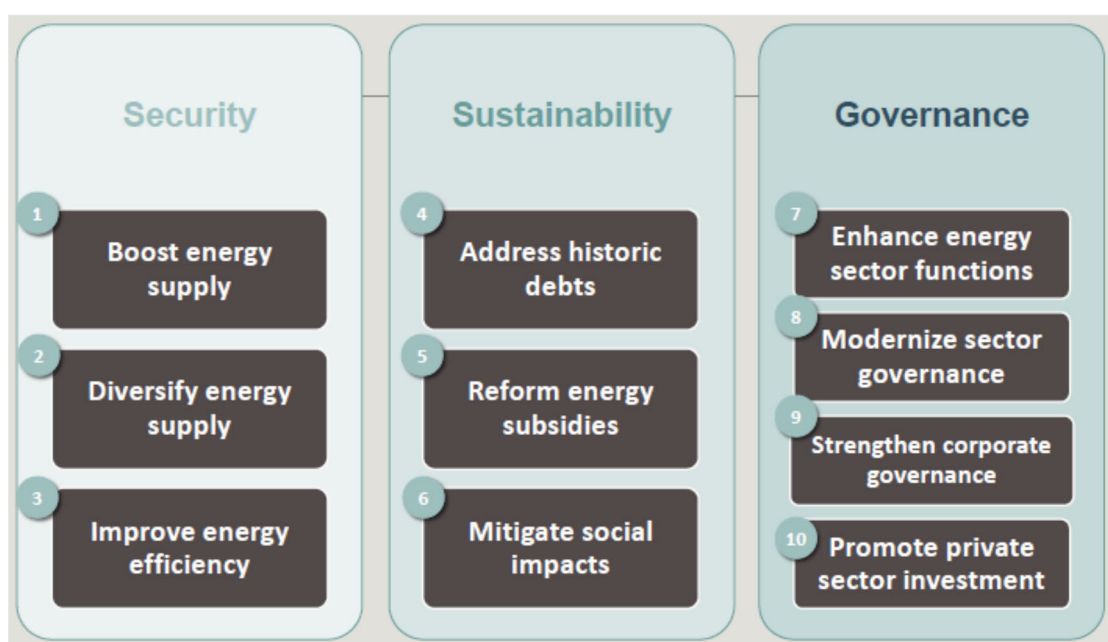 Security
1
Boost energy
supply
2
Diversify energy
supply
3
Improve energy
efficiency
Sustainability
4
Address historic
debts
5
Reform energy
subsidies
6
Mitigate social
impacts
Governance
7
Enhance energy
sector functions
8
Modernize sector
governance
9
Strengthen corporate
governance
10
Promote private
sector investment